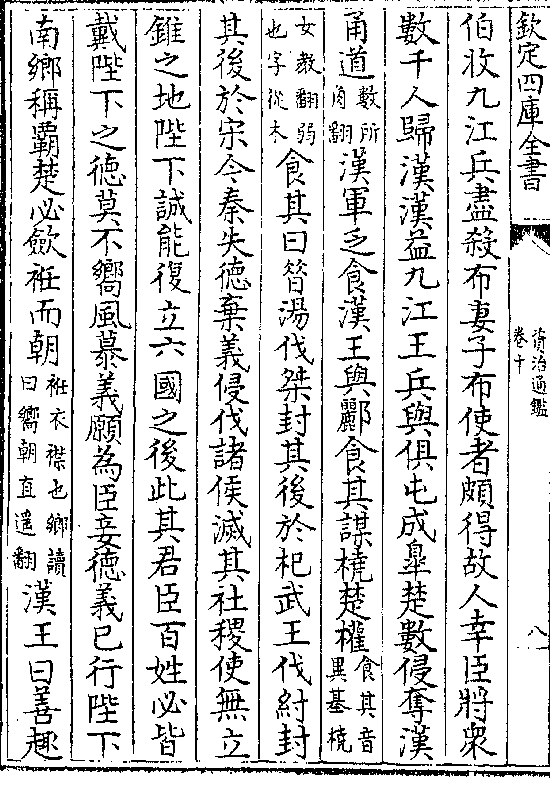 欽定四庫全書
資治通鑑
卷十
八
伯收九江兵盡殺布妻子布使者頗得故人幸臣將衆
數千人歸漢漢益九江王兵與俱屯成臯楚數侵奪漢
甬道數所角翻漢軍乏食漢王與酈食其謀橈楚權食其音異基橈
女教翻弱也字從木食其曰昔湯伐桀封其後於杞武王伐紂封
其後於宋今秦失德棄義侵伐諸侯滅其社稷使無立
錐之地陛下誠能復立六國之後此其君臣百姓必皆
戴陛下之德莫不嚮風慕義願為臣妾德義已行陛下
南鄉稱霸楚必歛袵而朝袵衣襟也鄉讀曰嚮朝直遥翻漢王曰善趣